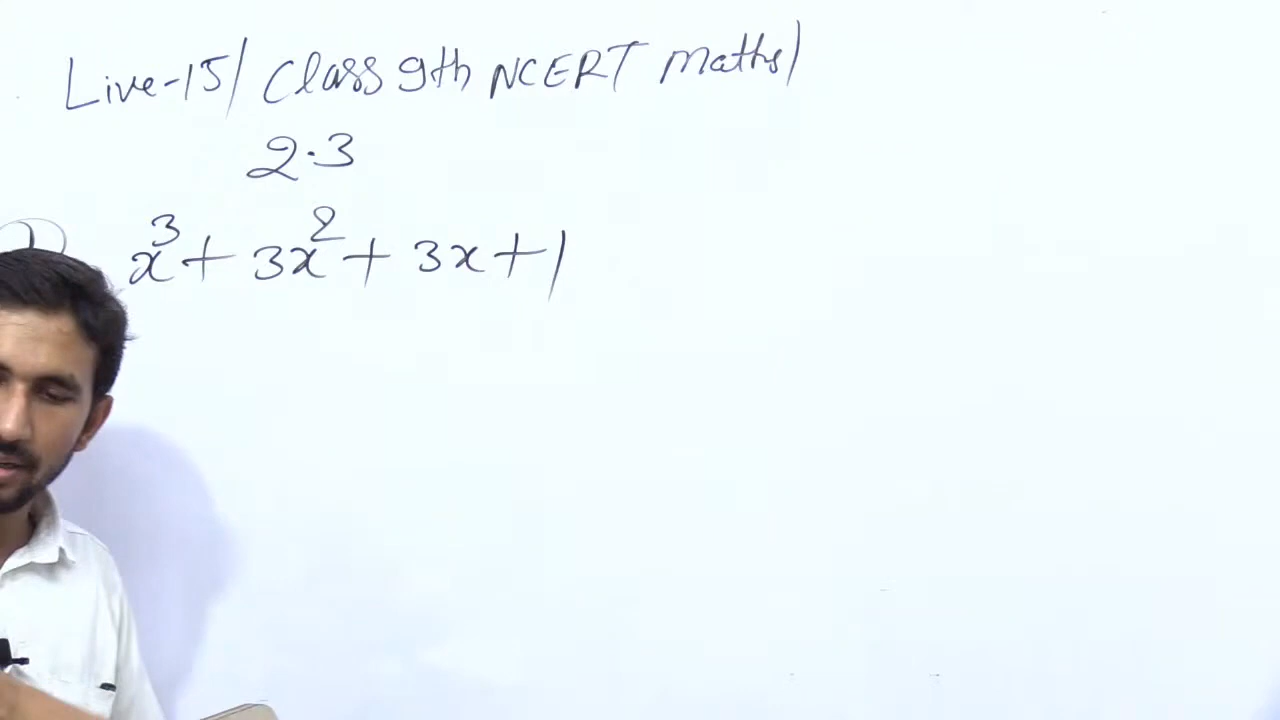 Live-15/ Class 9th NCERT Maths/
2.3
x³ + 3x² + 3x + 1